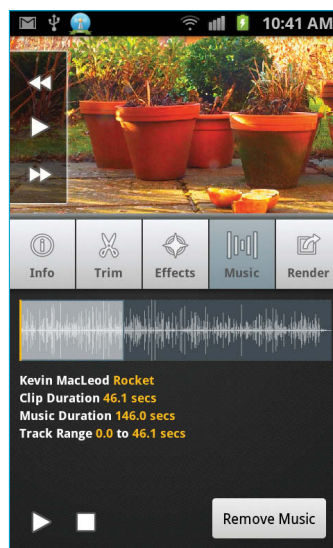 10:41 AM
Info Trim Effects Music Render
Kevin MacLeod Rocket
Clip Duration 46.1 secs
Music Duration 146.0 secs
Track Range 0.0 to 46.1 secs
Remove Music